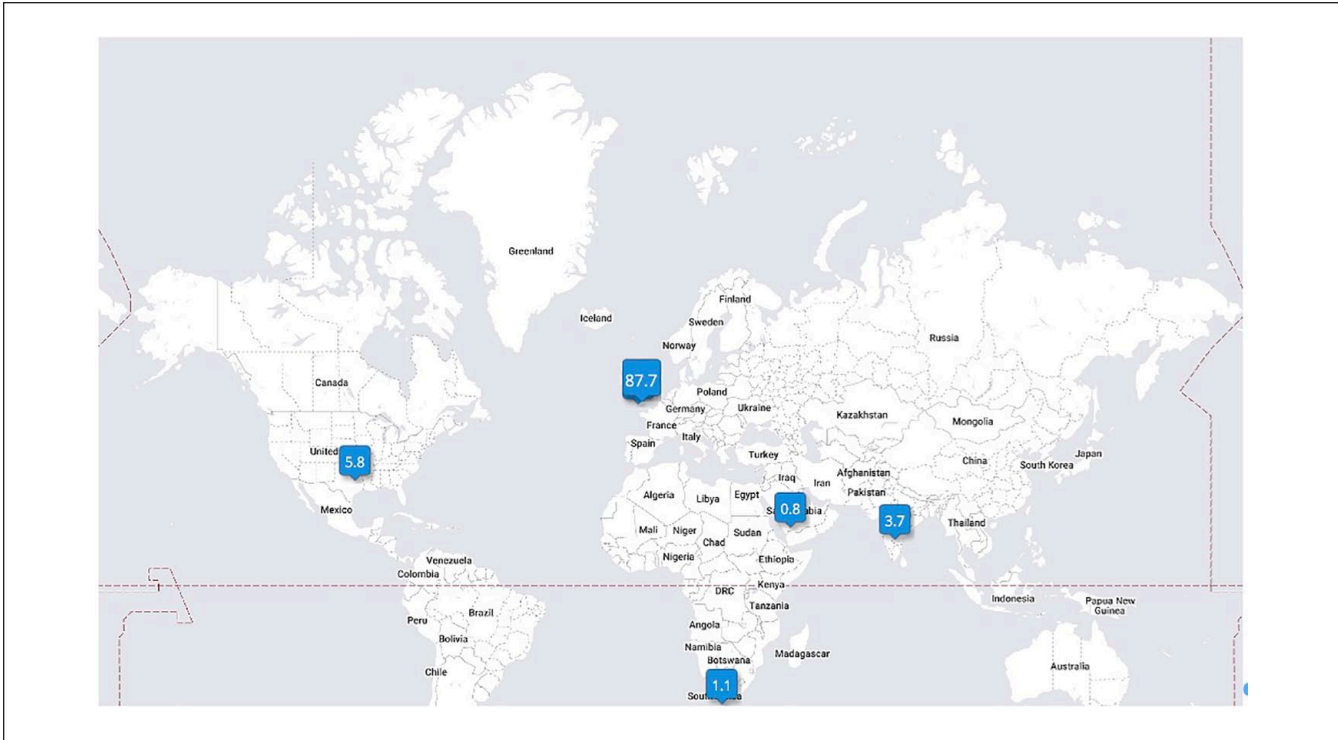 Greenland
Iceland
Finland
Sweden
Norway
Russia
87.7
Canada
Poland
Germany
Ukraine
Kazakhstan
Mongolia
France
Italy
Spain
United
5.8
Turkey
China
South Korea
Japan
Iraq
Iran
Afghanistan
Pakistan
Mexico
Algeria
Libya
Egypt
0.8
3.7
Thailand
Mali
Niger
Chad
Sudan
Nigeria
Ethiopia
Venezuela
Colombia
DRC
Kenya
Indonesia
Papua New
Guinea
Tanzania
Peru
Brazil
Angola
Bolivia
Namibia
Botswana
Madagascar
Australia
Chile
1.1